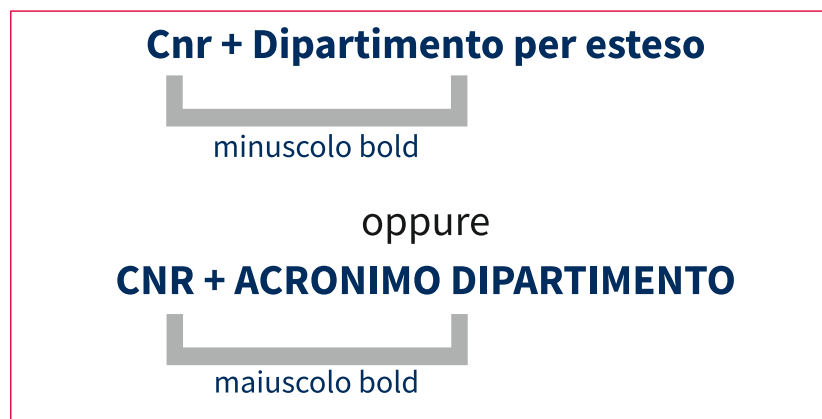 Cnr + Dipartimento per esteso
minuscolo bold
oppure
CNR + ACRONIMO DIPARTIMENTO
maiuscolo bold